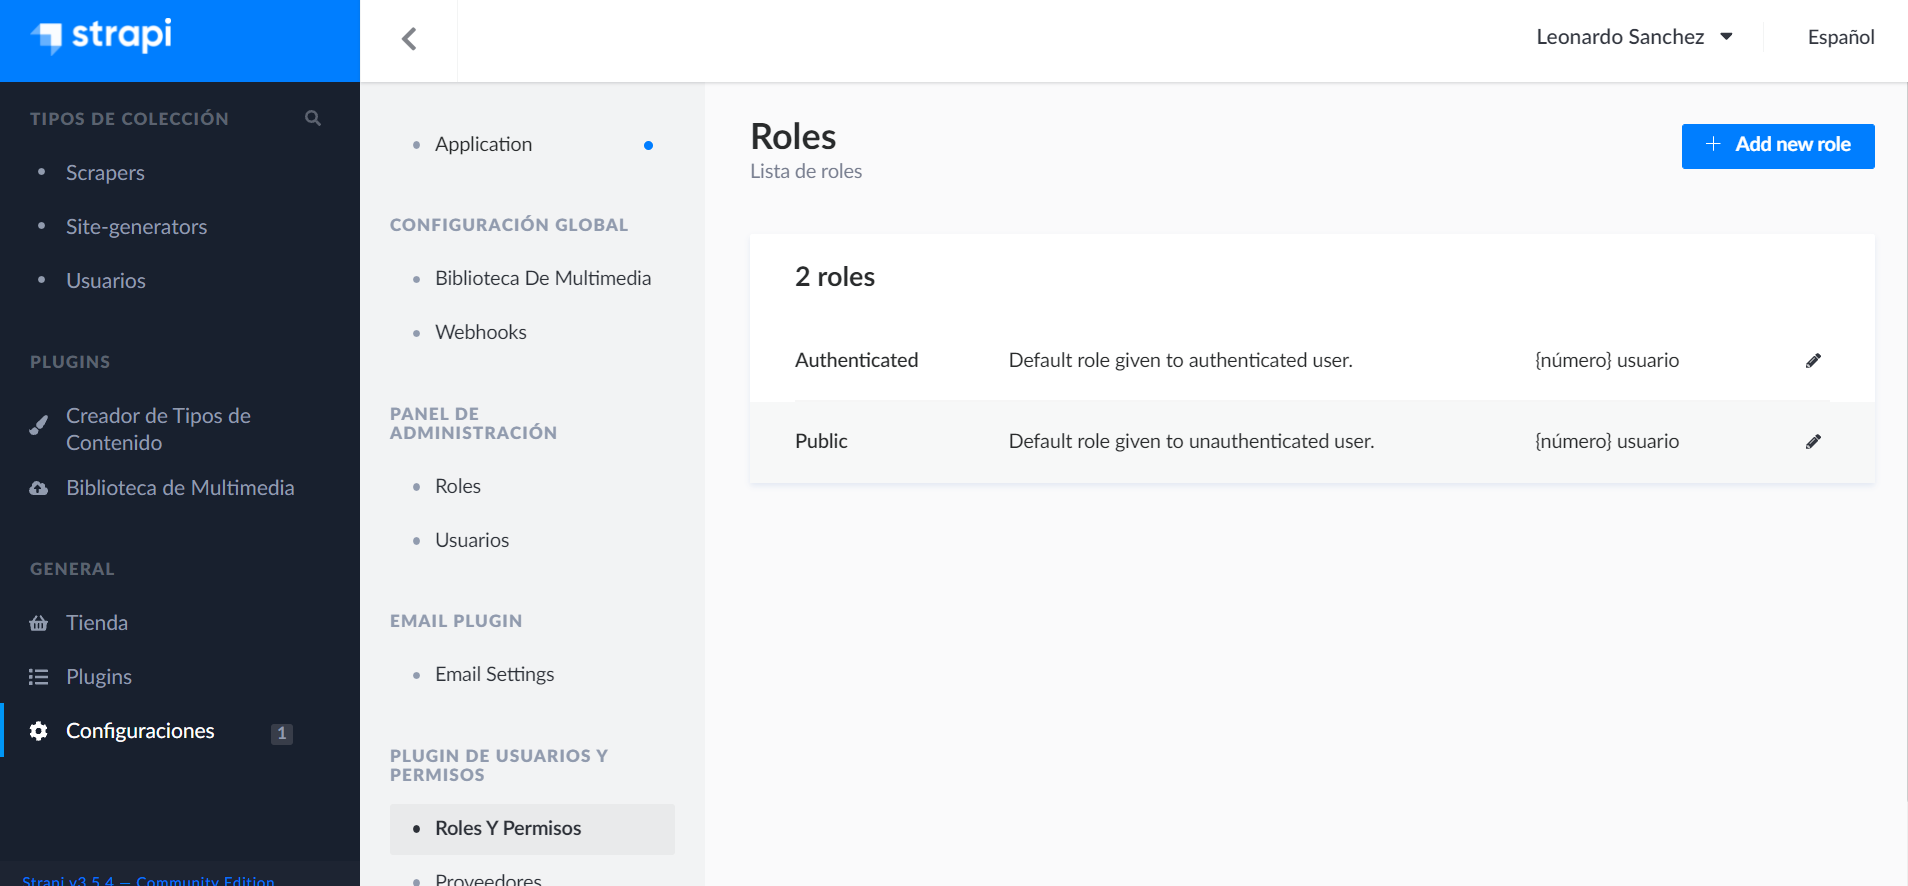 strapi
Leonardo Sanchez
Español
TIPOS DE COLECCIÓN
Scrapers
Site-generators
Usuarios
PLUGINS
Creador de Tipos de
Contenido
Biblioteca de Multimedia
GENERAL
Tienda
Plugins
Configuraciones 1
Strapi v3.5.4 — Community Edition
Application
CONFIGURACIÓN GLOBAL
Biblioteca De Multimedia
Webhooks
PANEL DE
ADMINISTRACIÓN
Roles
Usuarios
EMAIL PLUGIN
Email Settings
PLUGIN DE USUARIOS Y
PERMISOS
Roles Y Permisos
Proveedores
Roles
Lista de roles
Add new role
2 roles
Authenticated Default role given to authenticated user. {número} usuario
Public Default role given to unauthenticated user. {número} usuario